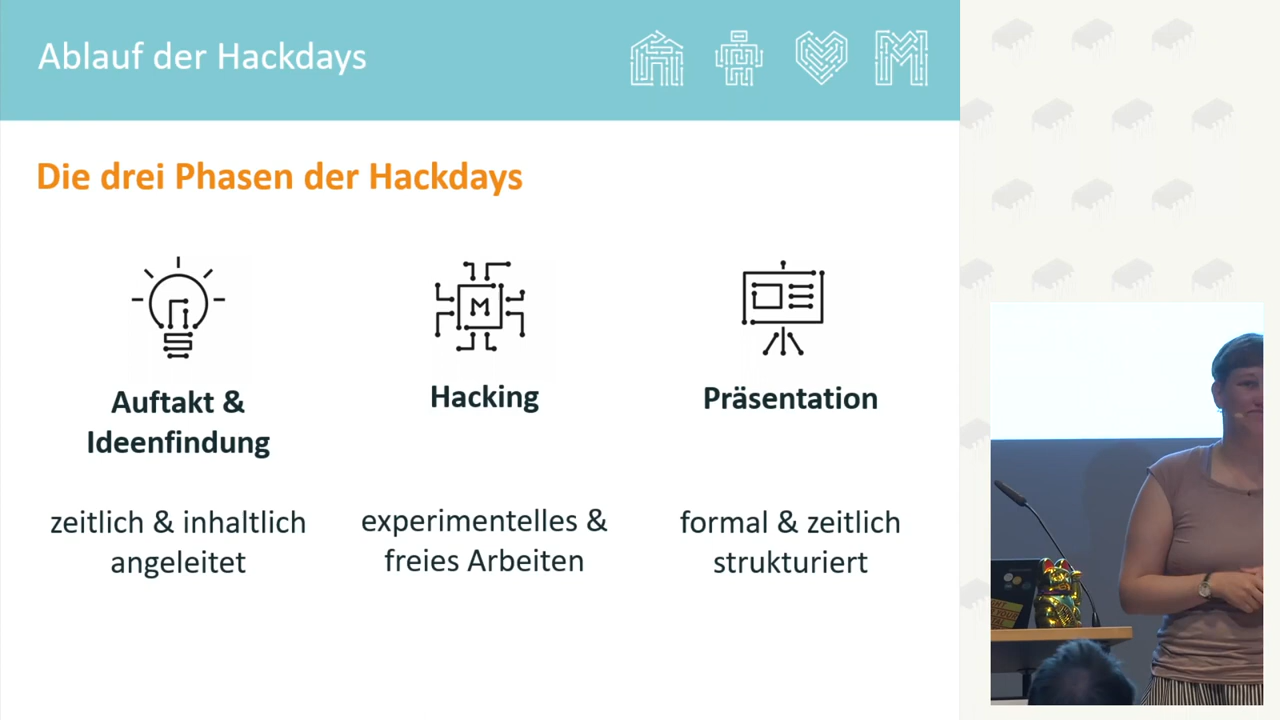 Ablauf der Hackdays
Die drei Phasen der Hackdays
Auftakt &
Ideenfindung
Hacking
Präsentation
zeitlich & inhaltlich
angeleitet
experimentelles &
freies Arbeiten
formal & zeitlich
strukturiert